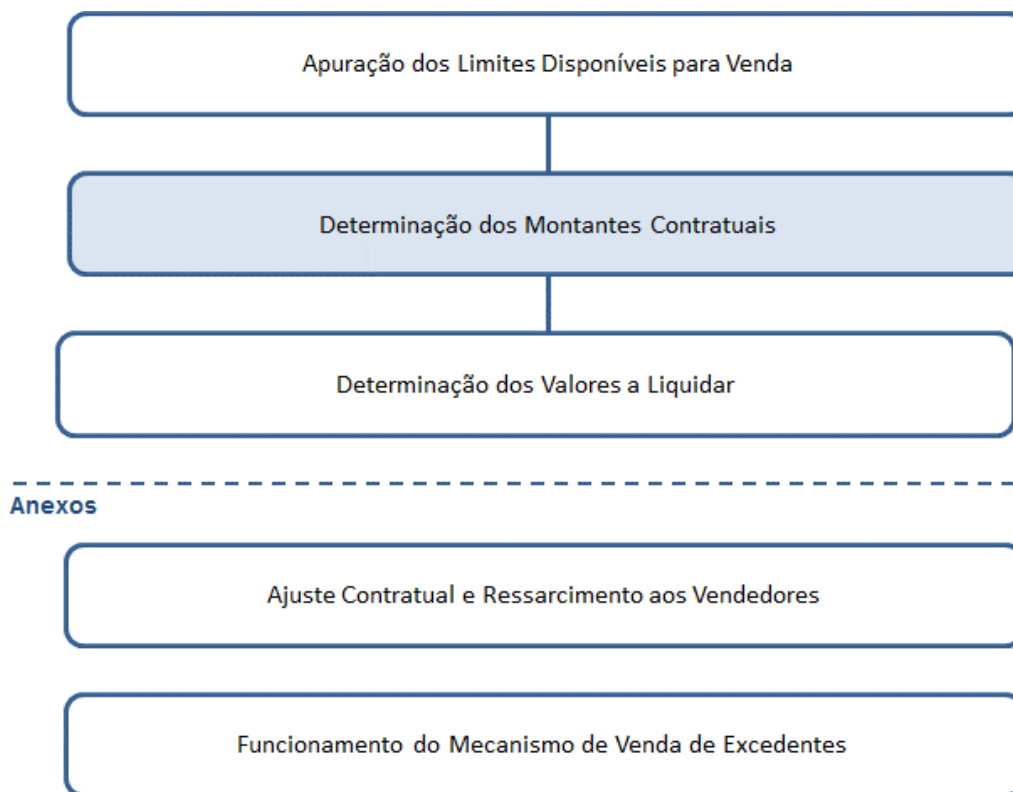 Apuração dos Limites Disponíveis para Venda
Determinação dos Montantes Contratuais
Determinação dos Valores a Liquidar
Anexos
Ajuste Contratual e Ressarcimento aos Vendedores
Funcionamento do Mecanismo de Venda de Excedentes